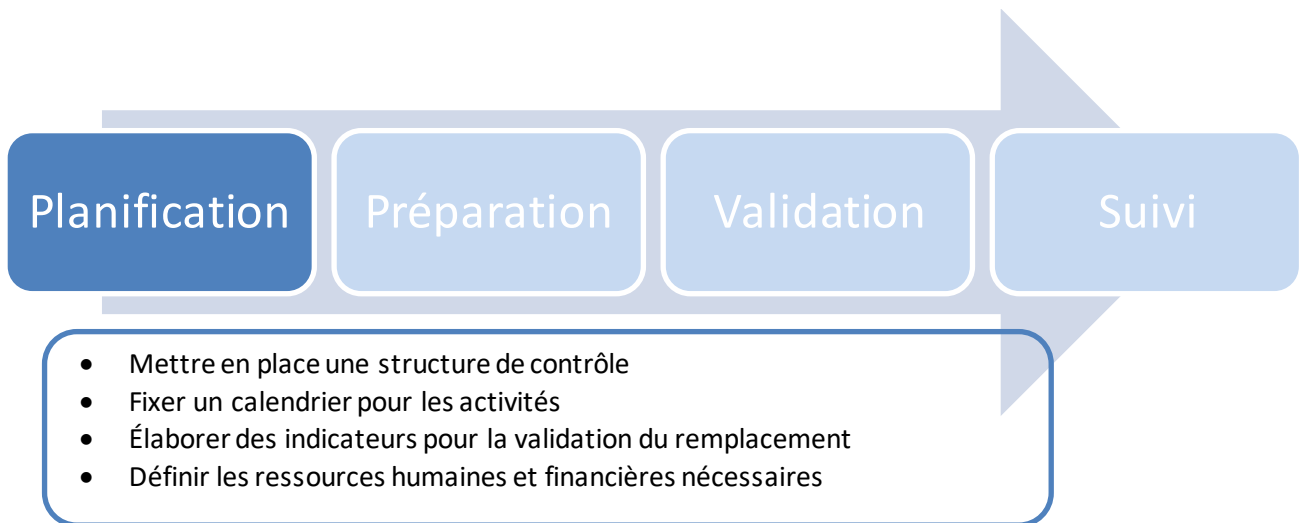 Planification
Préparation
Validation
Suivi
• Mettre en place une structure de contrôle
• Fixer un calendrier pour les activités
• Élaborer des indicateurs pour la validation du remplacement
• Définir les ressources humaines et financières nécessaires